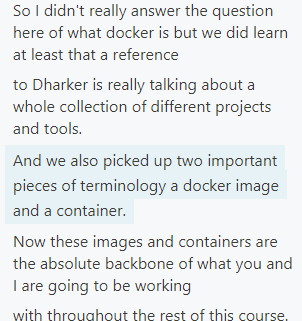 So I didn't really answer the question
here of what docker is but we did learn
at least that a reference
to Dharker is really talking about a
whole collection of different projects
and tools.
And we also picked up two important
pieces of terminology a docker image
and a container.
Now these images and containers are
the absolute backbone of what you and
I are going to be working
with throughout the rest of this course.